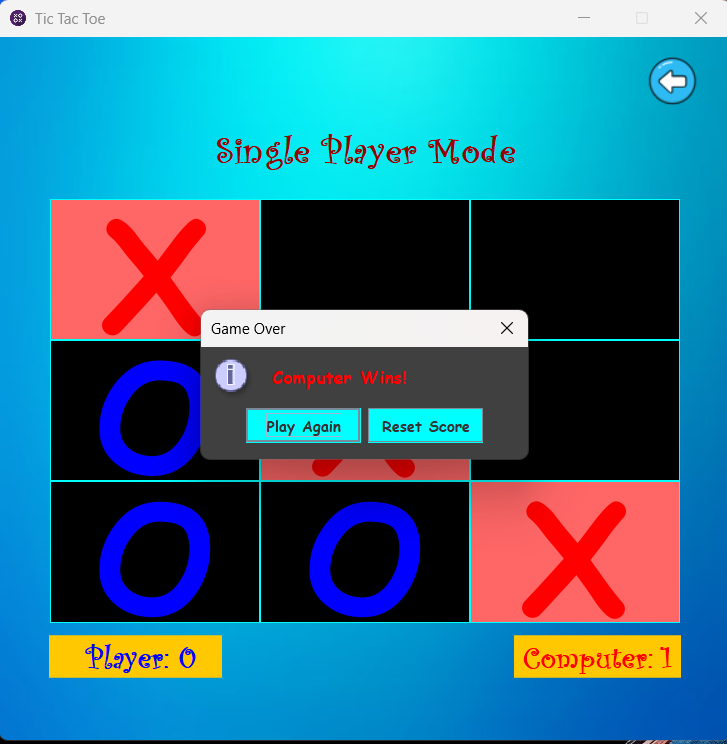 Tic Tac Toe
Single Player Mode
X
Game Over
Computer Wins!
Play Again Reset Score
O X
O O X
Player: 0 Computer: 1